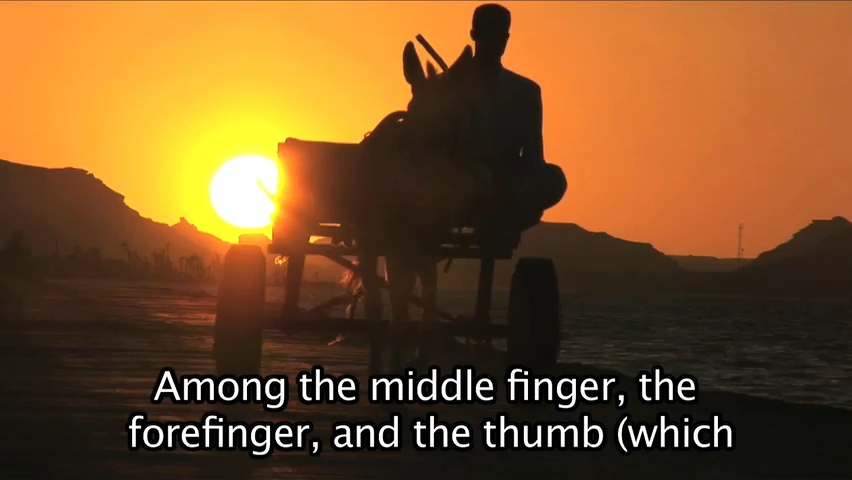 Among the middle finger, the
forefinger, and the thumb (which